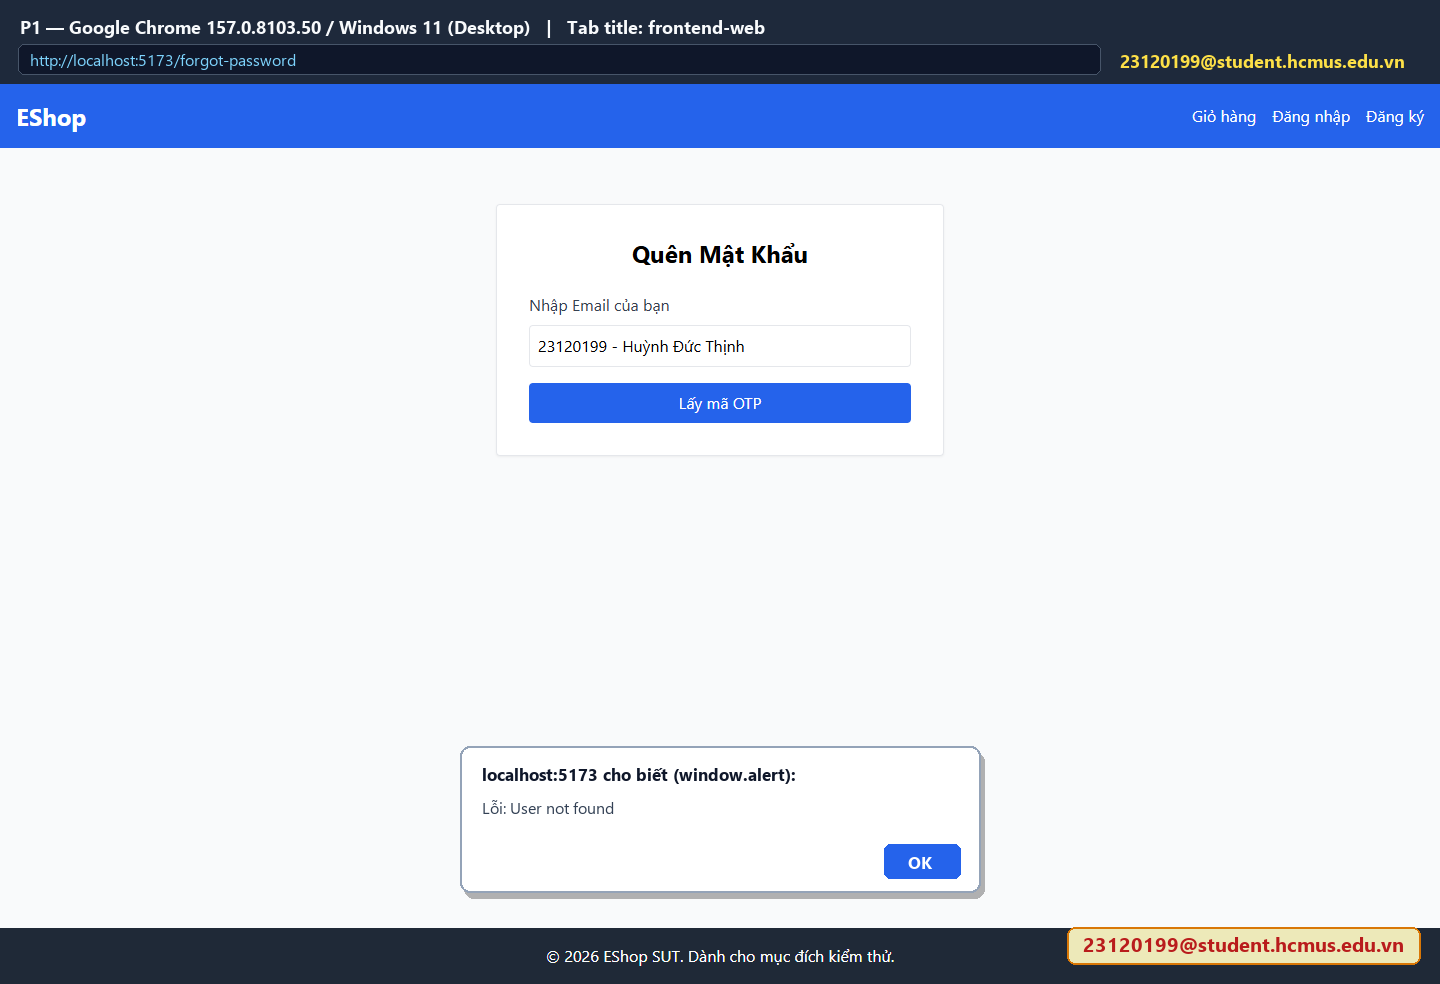 P1 — Google Chrome 157.0.8103.50 / Windows 11 (Desktop) | Tab title: frontend-web
http://localhost:5173/forgot-password
23120199@student.hcmus.edu.vn
EShop
Giỏ hàng
Đăng nhập
Đăng ký
Quên Mật Khẩu
Nhập Email của bạn
23120199 - Huỳnh Đức Thịnh
Lấy mã OTP
localhost:5173 cho biết (window.alert):
Lỗi: User not found
OK
© 2026 EShop SUT. Dành cho mục đích kiểm thử.
23120199@student.hcmus.edu.vn